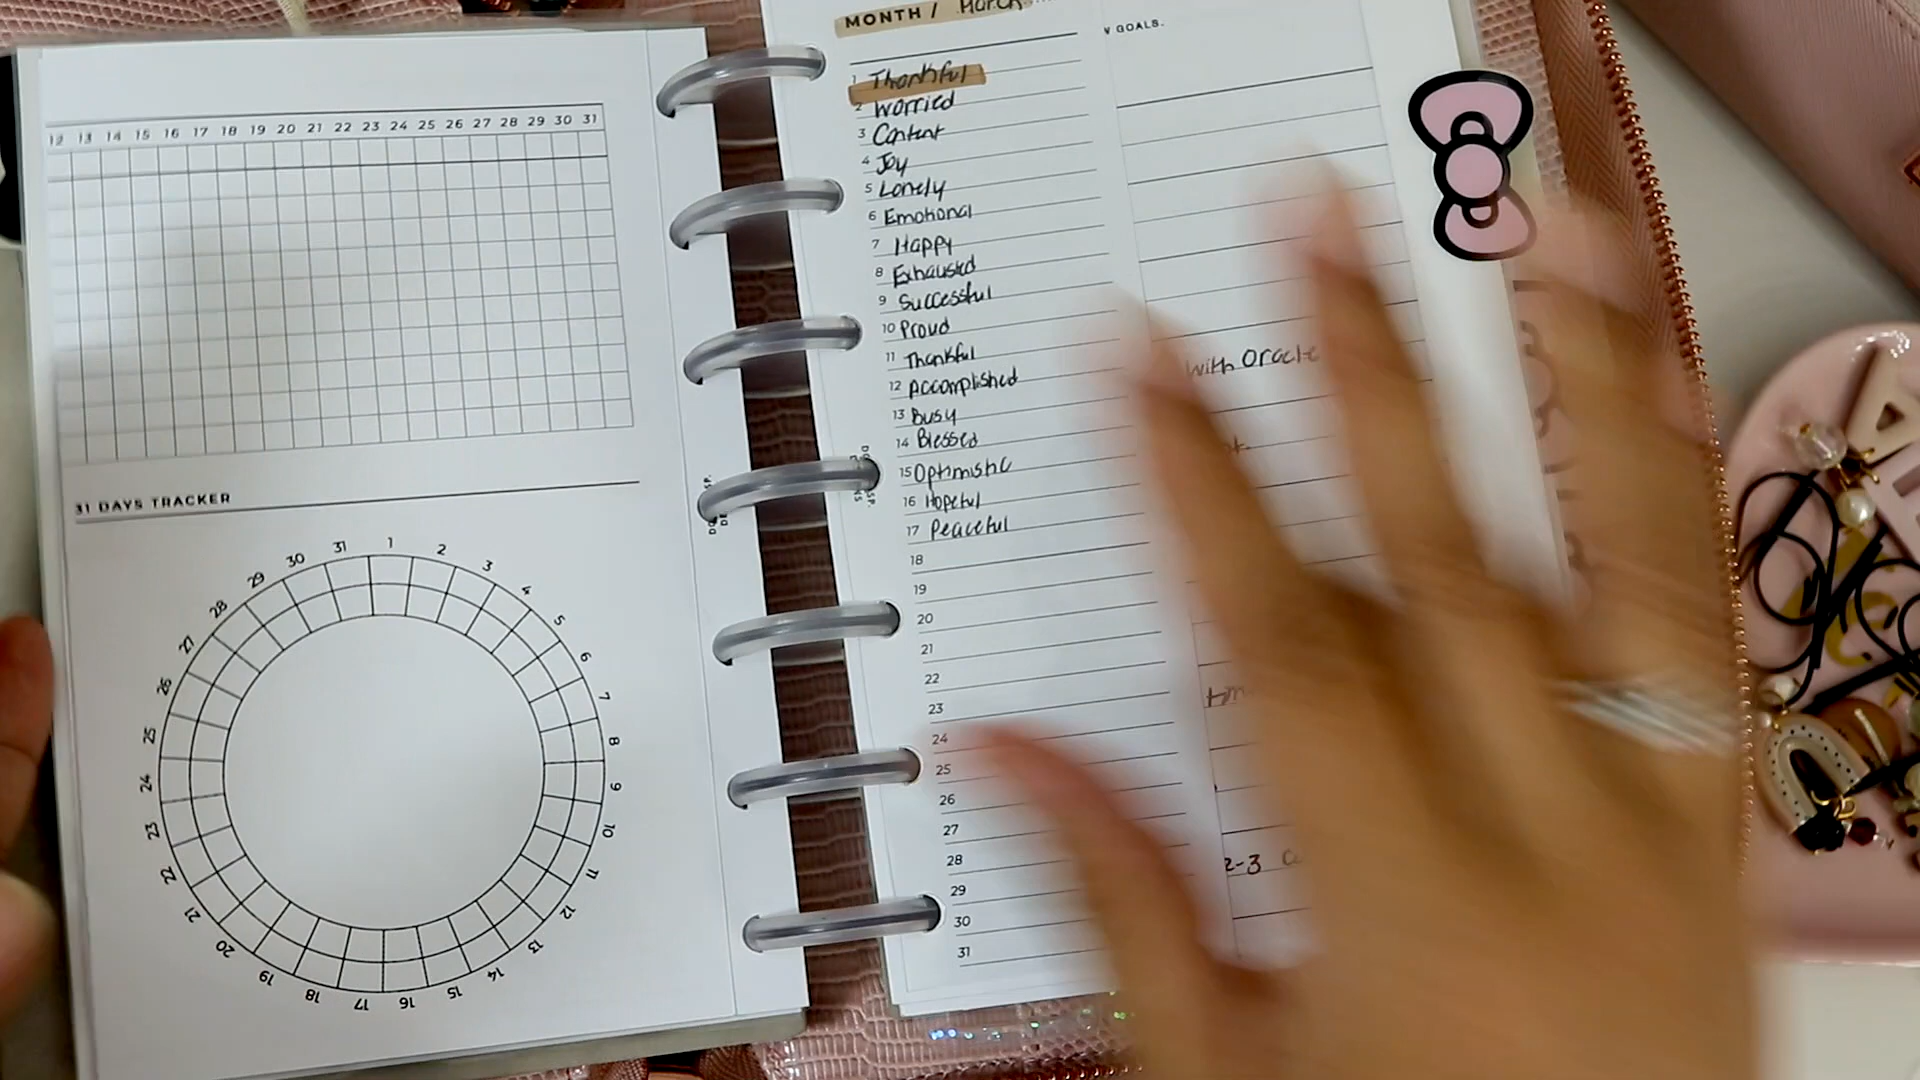 12 13 14 15 16 17 18 19 20 21 22 23 24 25 26 27 28 29 30 31
31 DAYS TRACKER
1
2
3
4
5
6
7
8
9
10
11
12
13
14
15
16
17
18
19
20
21
22
23
24
25
26
27
28
29
30
31
MONTH / March
1 Thankful
2 Worried
3 Content
4 Joy
5 Lonely
6 Emotional
7 Happy
8 Exhausted
9 Successful
10 Proud
11 Thankful
12 Accomplished
13 Busy
14 Blessed
15 Optimistic
16 Hopeful
17 Peaceful
18
19
20
21
22
23
24
25
26
27
28
29
30
31
GOALS.
with Oracle
2-3